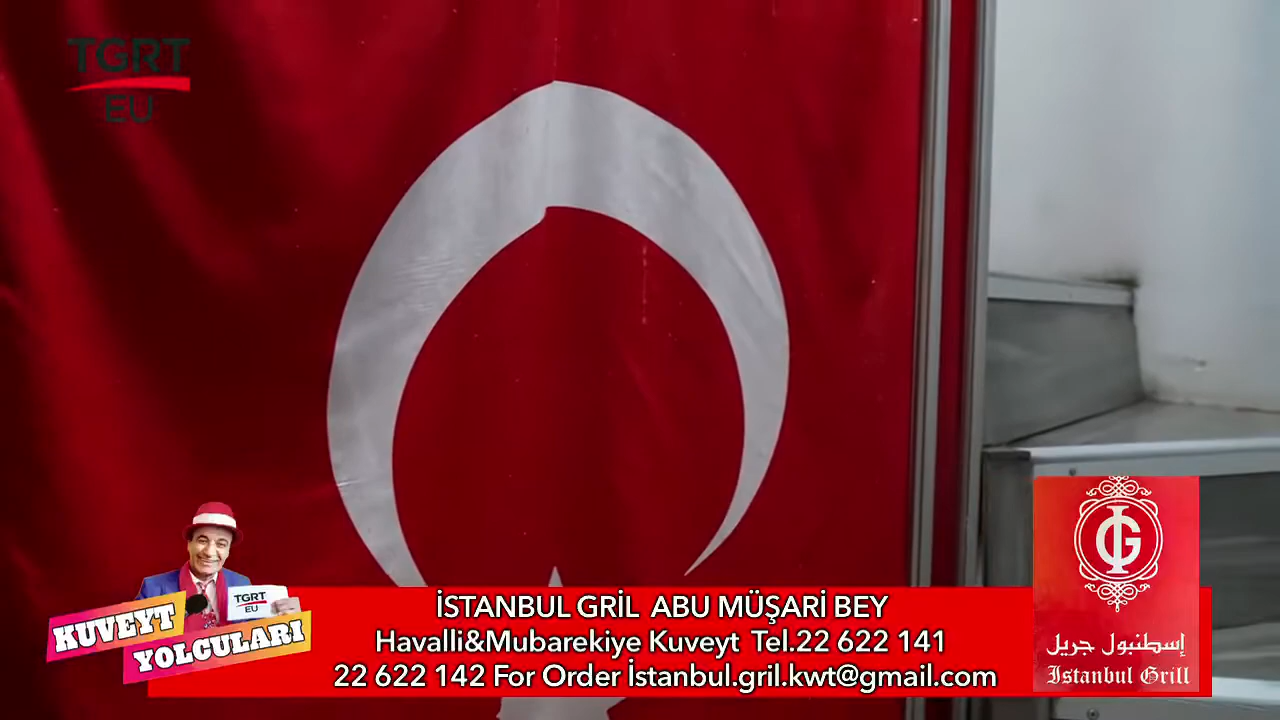 TGRT
EU
TGRT
EU
KUVEYT
YOLCULARI
İSTANBUL GRİL ABU MÜŞARİ BEY
Havalli&Mubarekiye Kuveyt Tel.22 622 141
22 622 142 For Order İstanbul.gril.kwt@gmail.com
IG
إسطنبول جريل
Istanbul Grill